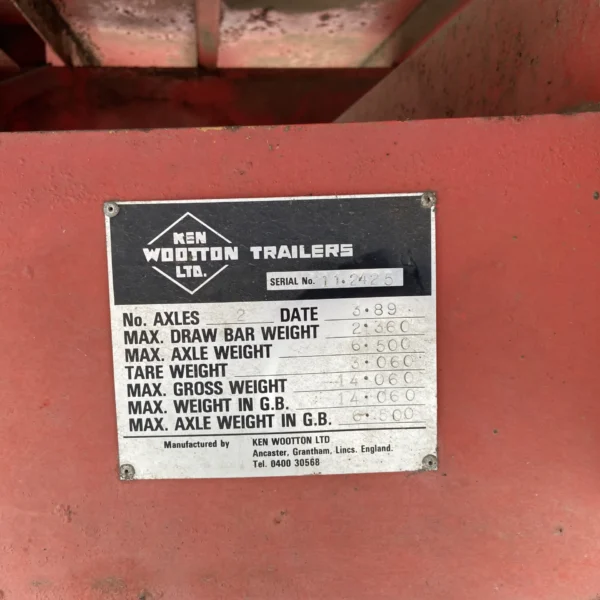 KEN
WOOTTON
LTD.
TRAILERS
SERIAL No. 11.2425
No. AXLES 2 DATE 3.89
MAX. DRAW BAR WEIGHT 2.360
MAX. AXLE WEIGHT 6.500
TARE WEIGHT 3.060
MAX. GROSS WEIGHT 14.060
MAX. WEIGHT IN G.B. 14.060
MAX. AXLE WEIGHT IN G.B. 6.500
Manufactured by KEN WOOTTON LTD
Ancaster, Grantham, Lincs. England.
Tel. 0400 30568